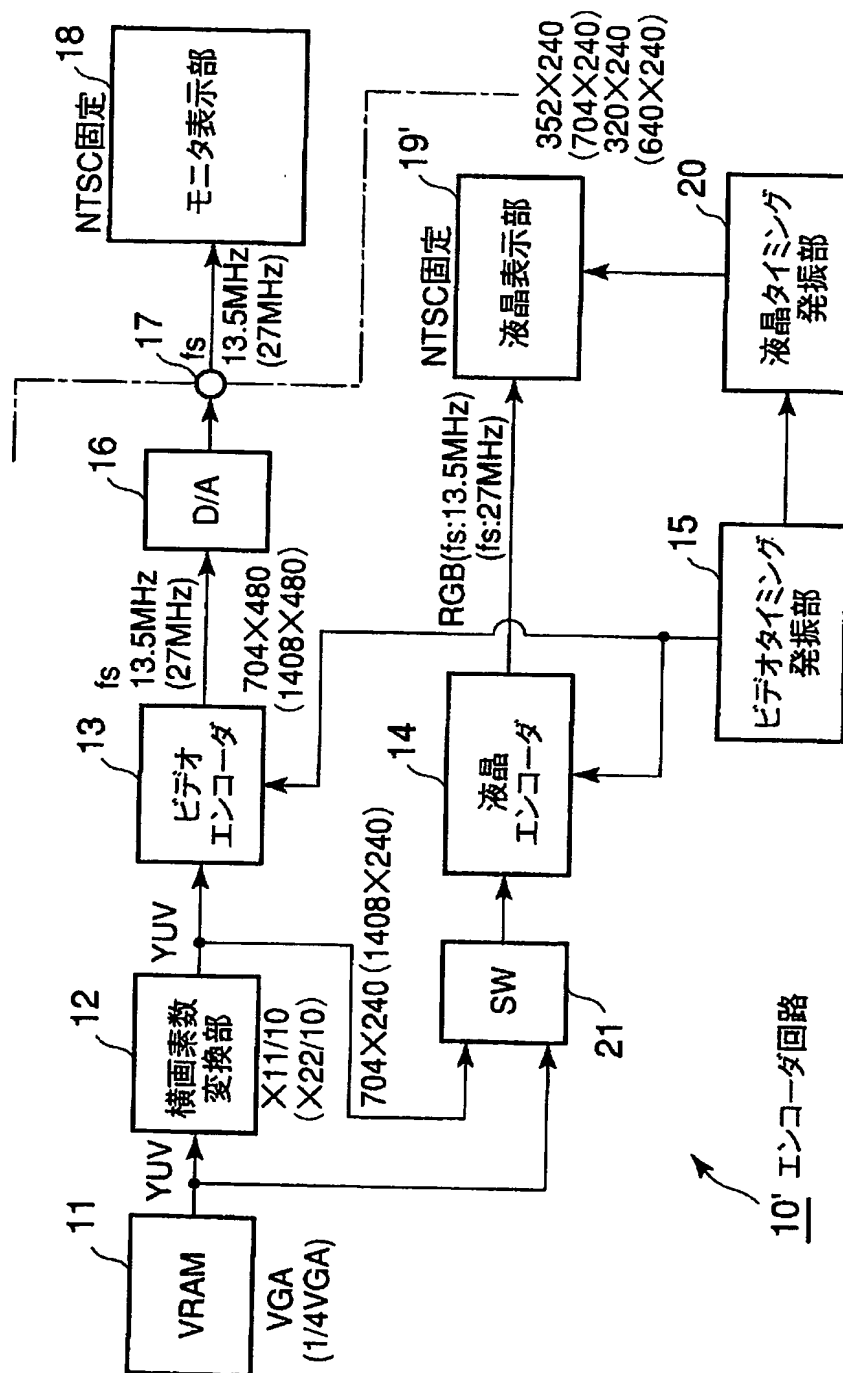 11
VRAM
VGA
(1/4VGA)
YUV
12
横画素数
変換部
×11/10
(×22/10)
YUV
13
ビデオ
エンコーダ
fs
13.5MHz
(27MHz)
704×480
(1408×480)
16
D/A
17
fs
13.5MHz
(27MHz)
NTSC固定
18
モニタ表示部
704×240(1408×240)
SW
21
14
液晶
エンコーダ
RGB(fs:13.5MHz)
(fs:27MHz)
NTSC固定
19'
液晶表示部
352×240
(704×240)
320×240
(640×240)
15
ビデオタイミング
発振部
20
液晶タイミング
発振部
10' エンコーダ回路